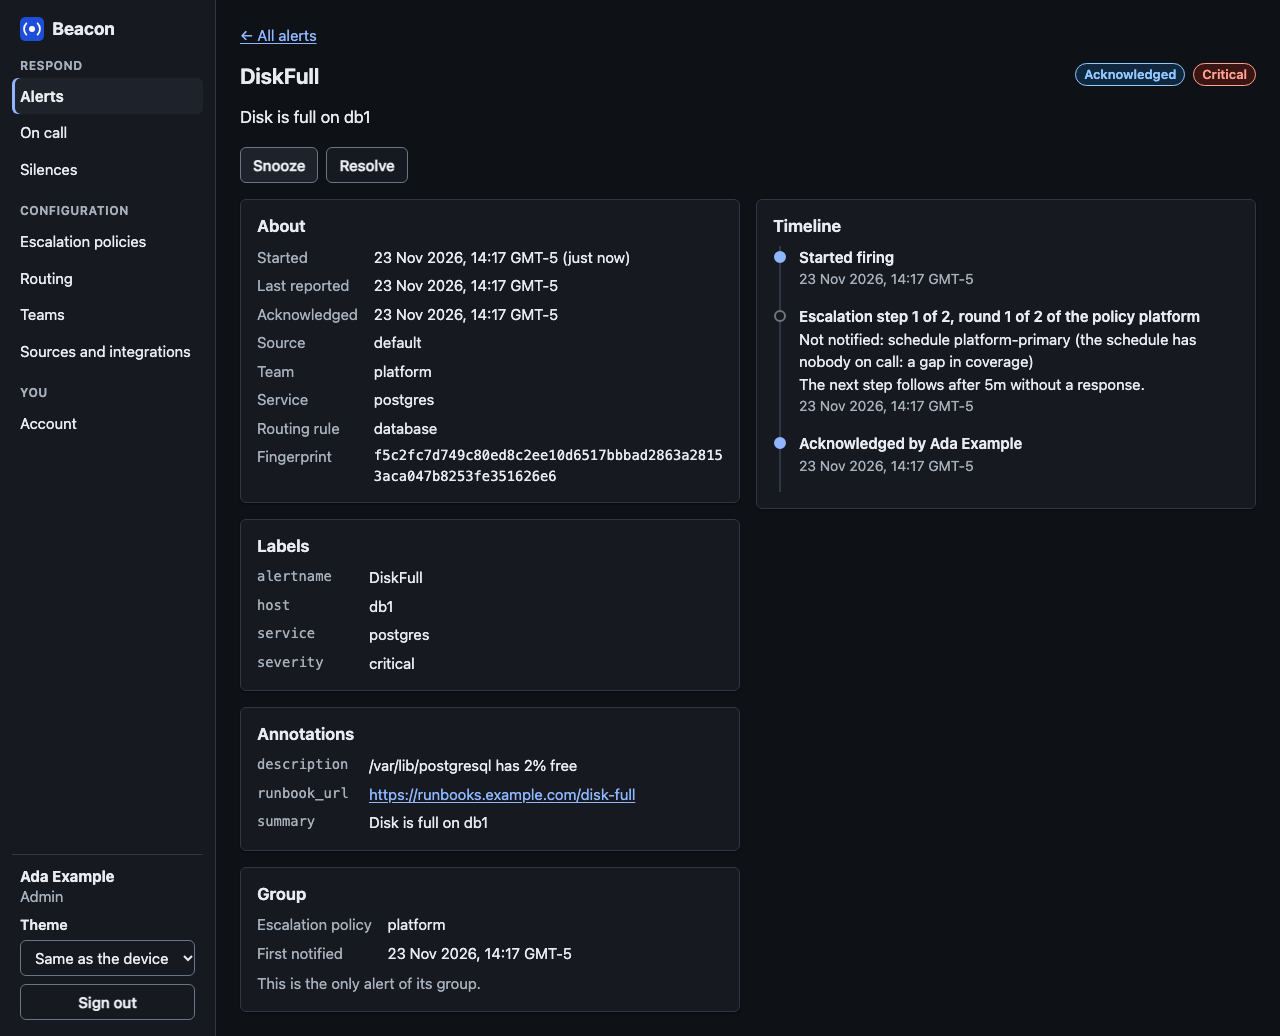 Beacon
RESPOND
Alerts
On call
Silences
CONFIGURATION
Escalation policies
Routing
Teams
Sources and integrations
YOU
Account
Ada Example
Admin
Theme
Same as the device
Sign out
← All alerts
DiskFull
Acknowledged
Critical
Disk is full on db1
Snooze
Resolve
About
Started 23 Nov 2026, 14:17 GMT-5 (just now)
Last reported 23 Nov 2026, 14:17 GMT-5
Acknowledged 23 Nov 2026, 14:17 GMT-5
Source default
Team platform
Service postgres
Routing rule database
Fingerprint f5c2fc7d749c80ed8c2ee10d6517bbbad2863a2815
3aca047b8253fe351626e6
Labels
alertname DiskFull
host db1
service postgres
severity critical
Annotations
description /var/lib/postgresql has 2% free
runbook_url https://runbooks.example.com/disk-full
summary Disk is full on db1
Group
Escalation policy platform
First notified 23 Nov 2026, 14:17 GMT-5
This is the only alert of its group.
Timeline
Started firing
23 Nov 2026, 14:17 GMT-5
Escalation step 1 of 2, round 1 of 2 of the policy platform
Not notified: schedule platform-primary (the schedule has
nobody on call: a gap in coverage)
The next step follows after 5m without a response.
23 Nov 2026, 14:17 GMT-5
Acknowledged by Ada Example
23 Nov 2026, 14:17 GMT-5